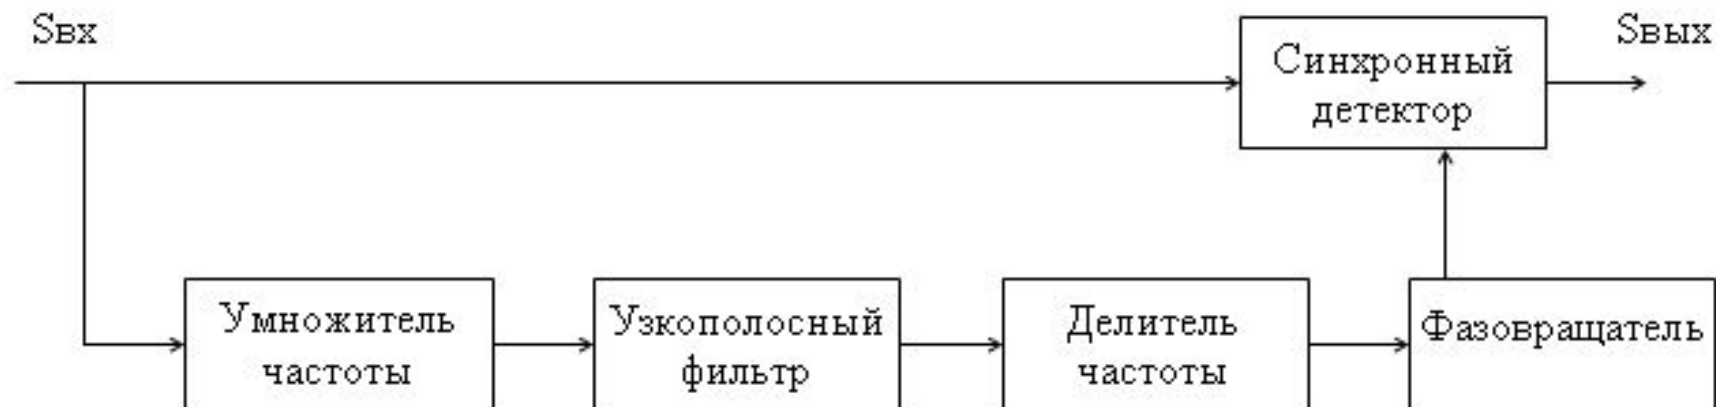 Sвх
Sвых
Синхронный
детектор
Умножитель
частоты
Узкополосный
фильтр
Делитель
частоты
Фазовращатель